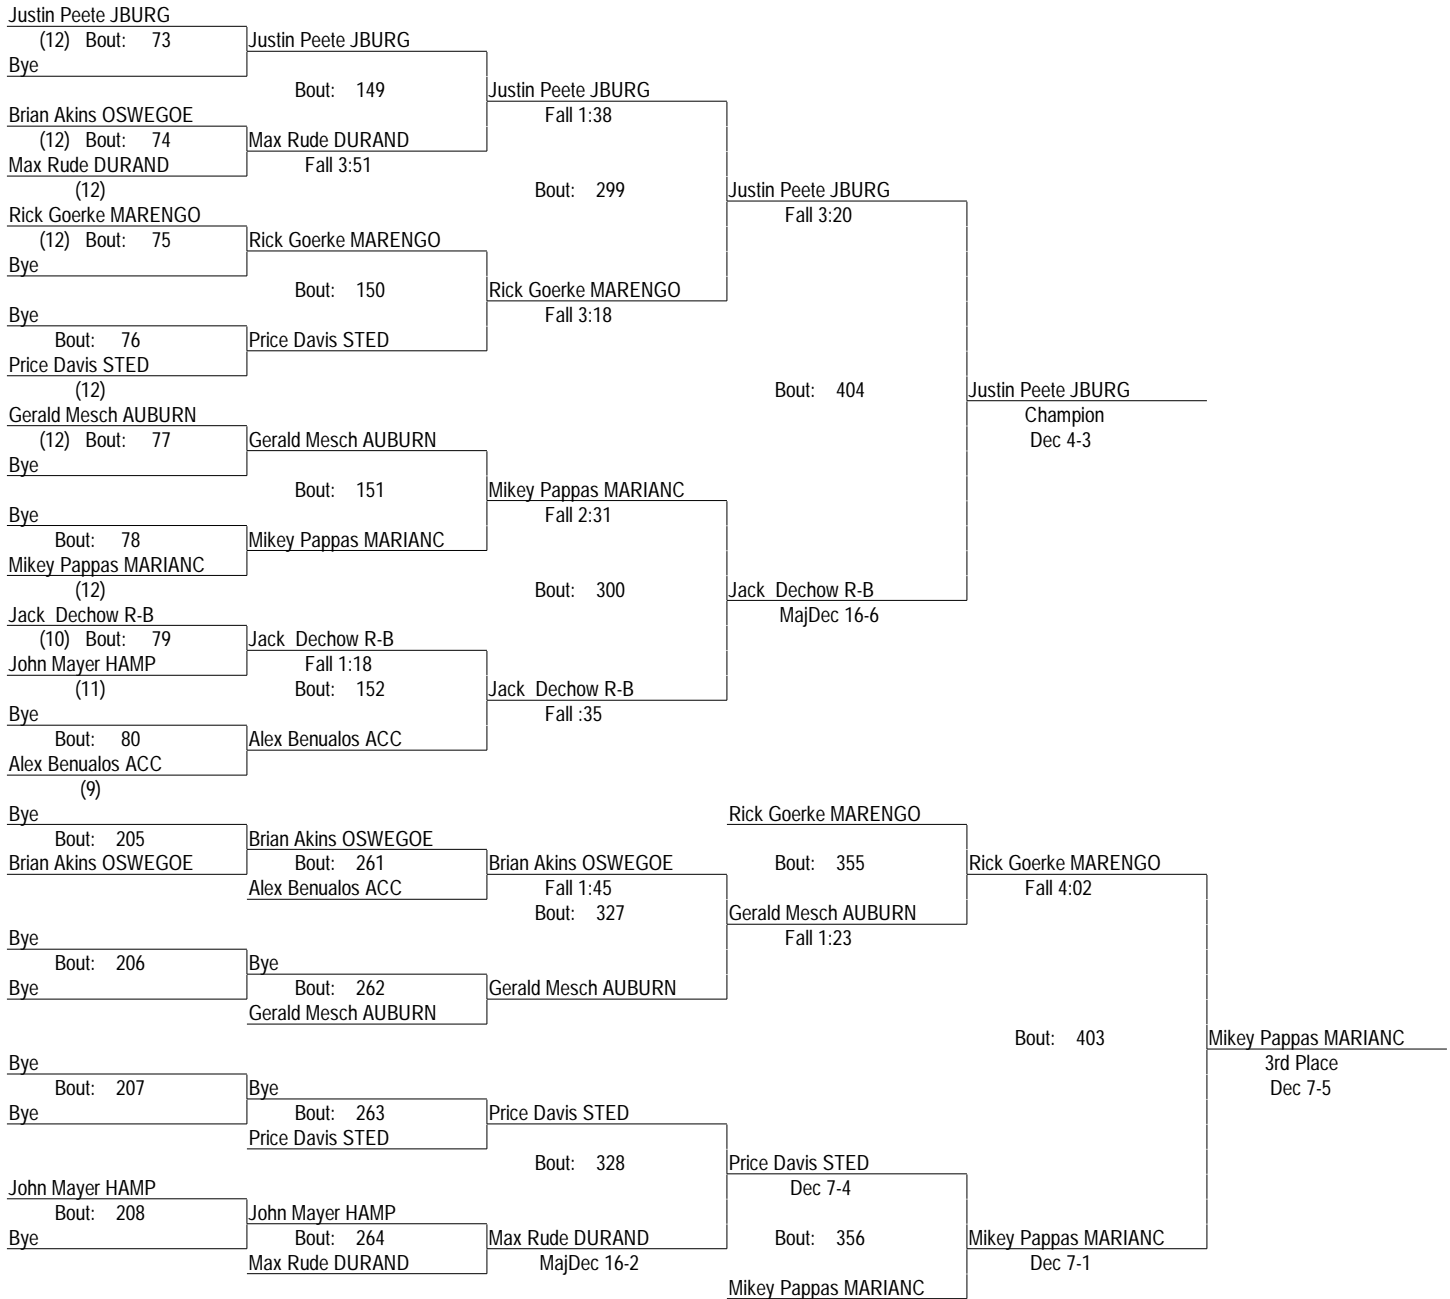 Justin Peete JBURG
(12) Bout: 73 Justin Peete JBURG
Bye
Bout: 149 Justin Peete JBURG
Brian Akins OSWEGOE Fall 1:38
(12) Bout: 74 Max Rude DURAND
Max Rude DURAND Fall 3:51
(12) Bout: 299 Justin Peete JBURG
Rick Goerke MARENGO Fall 3:20
(12) Bout: 75 Rick Goerke MARENGO
Bye
Bout: 150 Rick Goerke MARENGO
Bye Fall 3:18
Bout: 76 Price Davis STED
Price Davis STED
(12) Bout: 404 Justin Peete JBURG
Gerald Mesch AUBURN Champion
(12) Bout: 77 Gerald Mesch AUBURN Dec 4-3
Bye
Bout: 151 Mikey Pappas MARIANC
Bye Fall 2:31
Bout: 78 Mikey Pappas MARIANC
Mikey Pappas MARIANC
(12) Bout: 300 Jack Dechow R-B
Jack Dechow R-B MajDec 16-6
(10) Bout: 79 Jack Dechow R-B
John Mayer HAMP Fall 1:18
(11) Bout: 152 Jack Dechow R-B
Bye Fall :35
Bout: 80 Alex Benualos ACC
Alex Benualos ACC
(9)
Bye Rick Goerke MARENGO
Bout: 205 Brian Akins OSWEGOE
Brian Akins OSWEGOE Bout: 261 Brian Akins OSWEGOE Bout: 355 Rick Goerke MARENGO
Alex Benualos ACC Fall 1:45 Fall 4:02
Bout: 327 Gerald Mesch AUBURN
Bye Fall 1:23
Bout: 206 Bye
Bye Bout: 262 Gerald Mesch AUBURN
Gerald Mesch AUBURN
Bout: 403 Mikey Pappas MARIANC
Bye 3rd Place
Bout: 207 Bye Dec 7-5
Bye Bout: 263 Price Davis STED
Price Davis STED
Bout: 328 Price Davis STED
John Mayer HAMP Dec 7-4
Bout: 208 John Mayer HAMP
Bye Bout: 264 Max Rude DURAND Bout: 356 Mikey Pappas MARIANC
Max Rude DURAND MajDec 16-2 Dec 7-1
Mikey Pappas MARIANC